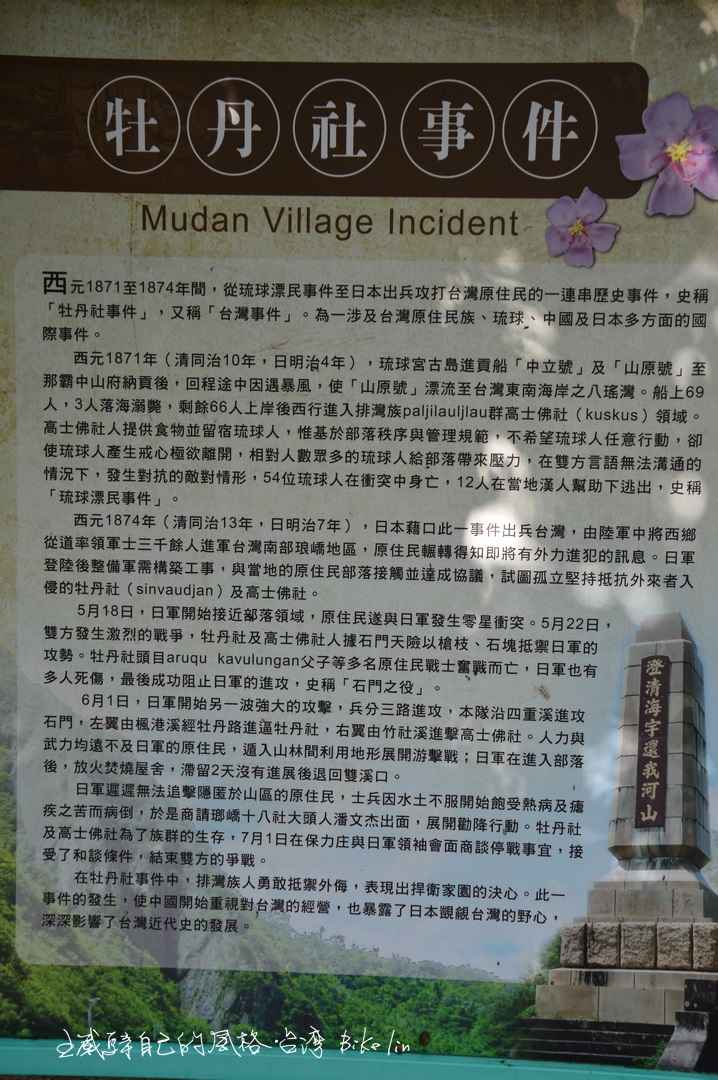 牡丹社事件
Mudan Village Incident
西元1871至1874年間，從琉球漂民事件至日本出兵攻打台灣原住民的一連串歷史事件，史稱
「牡丹社事件」，又稱「台灣事件」。為一涉及台灣原住民族、琉球、中國及日本多方面的國
際事件。
西元1871年（清同治10年，日明治4年），琉球宮古島進貢船「中立號」及「山原號」至
那霸中山府納貢後，回程途中因遇暴風，使「山原號」漂流至台灣東南海岸之八瑤灣。船上69
人，3人落海溺斃，剩餘66人上岸後西行進入排灣族paljilauljlau群高士佛社（kuskus）領域。
高士佛社人提供食物並留宿琉球人，惟基於部落秩序與管理規範，不希望琉球人任意行動，卻
使琉球人產生戒心極欲離開，相對人數眾多的琉球人給部落帶來壓力，在雙方言語無法溝通的
情況下，發生對抗的敵對情形，54位琉球人在衝突中身亡，12人在當地漢人幫助下逃出，史稱
「琉球漂民事件」。
西元1874年（清同治13年，日明治7年），日本藉口此一事件出兵台灣，由陸軍中將西鄉
從道率領軍士三千餘人進軍台灣南部琅嶠地區，原住民輾轉得知即將有外力進犯的訊息。日軍
登陸後整備軍需構築工事，與當地的原住民部落接觸並達成協議，試圖孤立堅持抵抗外來者入
侵的牡丹社（sinvaudjan）及高士佛社。
5月18日，日軍開始接近部落領域，原住民遂與日軍發生零星衝突。5月22日，
雙方發生激烈的戰爭，牡丹社及高士佛社人據石門天險以槍枝、石塊抵禦日軍的
攻勢。牡丹社頭目aruqu kavulungan父子等多名原住民戰士奮戰而亡，日軍也有
多人死傷，最後成功阻止日軍的進攻，史稱「石門之役」。
6月1日，日軍開始另一波強大的攻擊，兵分三路進攻，本隊沿四重溪進攻
石門，左翼由楓港溪經牡丹路進逼牡丹社，右翼由竹社溪進擊高士佛社。人力與
武力均遠不及日軍的原住民，遁入山林間利用地形展開游擊戰；日軍在進入部落
後，放火焚燒屋舍，滯留2天沒有進展後退回雙溪口。
日軍遲遲無法追擊隱匿於山區的原住民，士兵因水土不服開始飽受熱病及瘧
疾之苦而病倒，於是商請瑯嶠十八社大頭人潘文杰出面，展開勸降行動。牡丹社
及高士佛社為了族群的生存，7月1日在保力庄與日軍領袖會面商談停戰事宜，接
受了和談條件，結束雙方的爭戰。
在牡丹社事件中，排灣族人勇敢抵禦外侮，表現出捍衛家園的決心。此一
事件的發生，使中國開始重視對台灣的經營，也暴露了日本覬覦台灣的野心，
深深影響了台灣近代史的發展。
澄清海宇還我河山
自己的風格·台湾 Bike lin